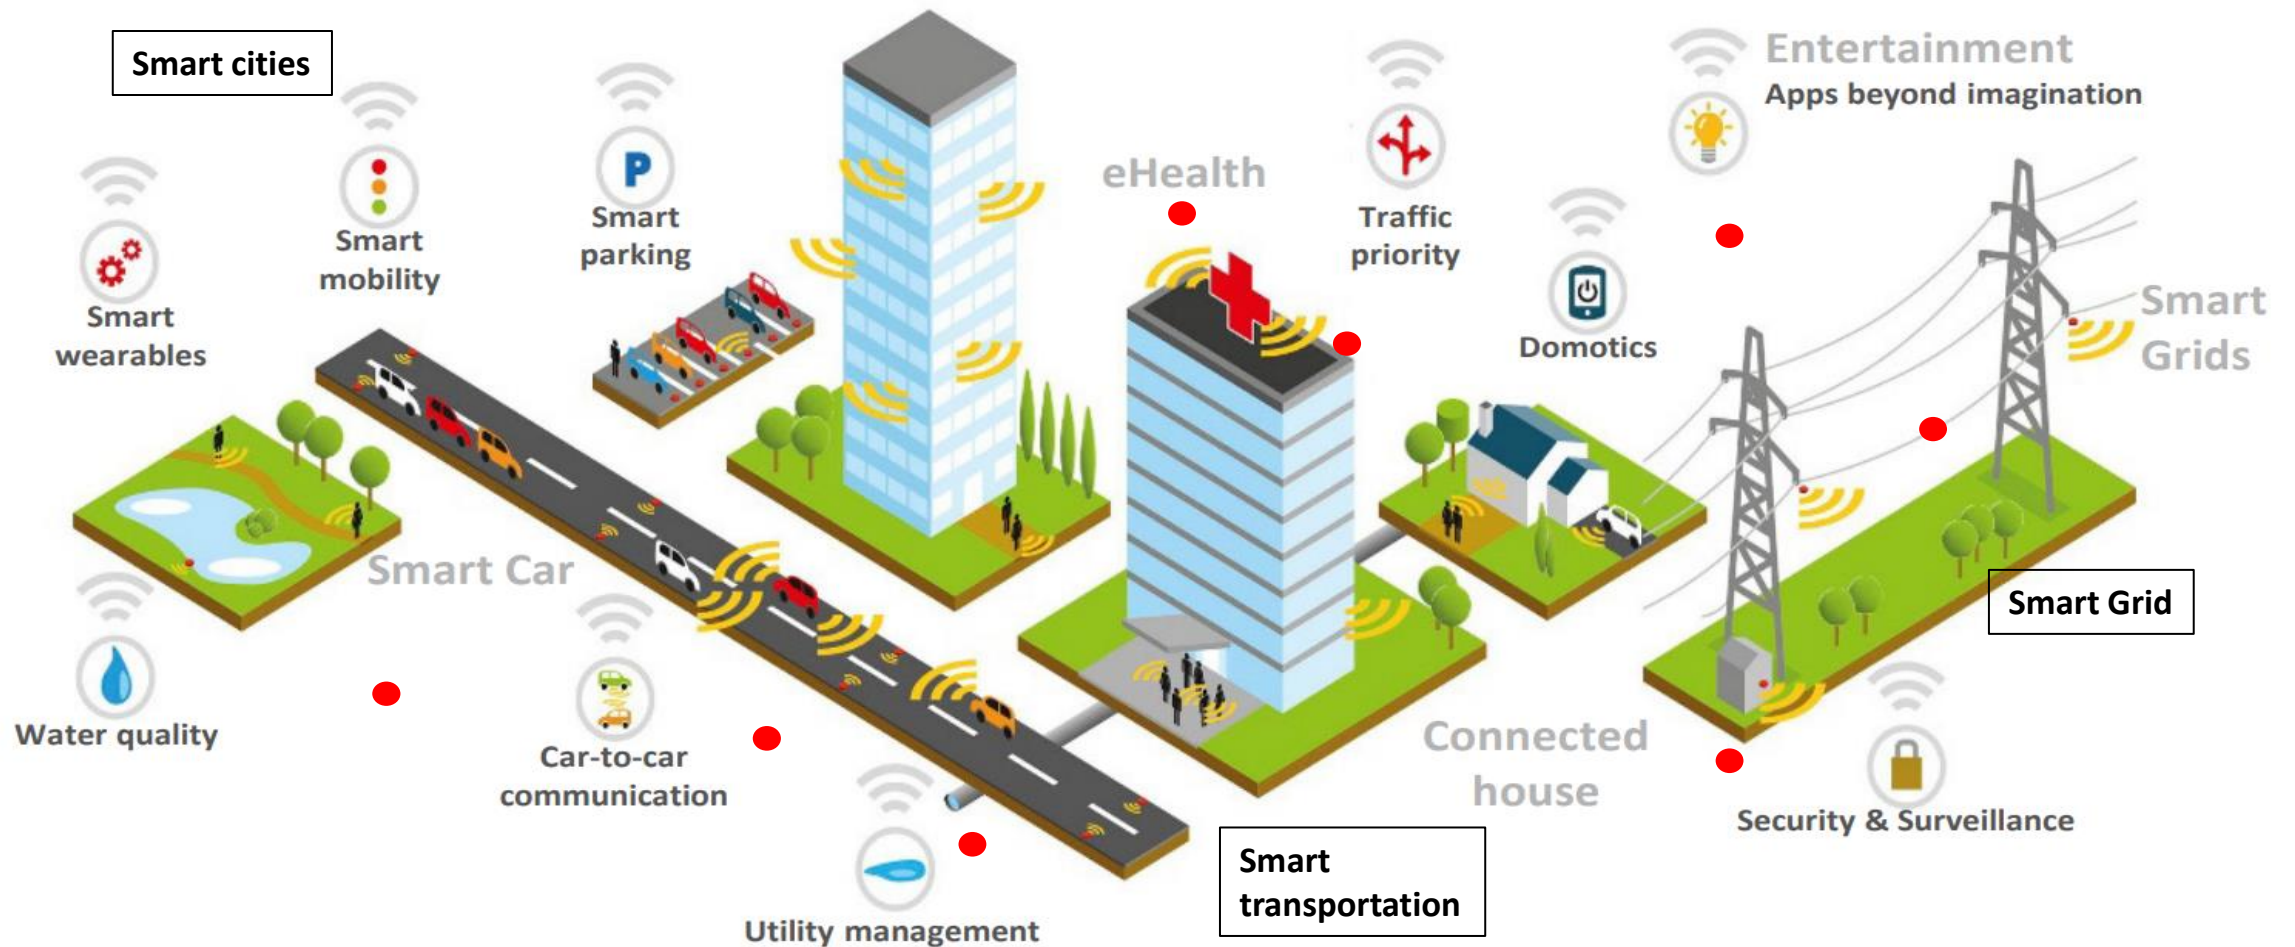 Smart cities
Entertainment
Apps beyond imagination
P
eHealth
Smart
parking
Traffic
priority
Smart
mobility
Smart
wearables
Domotics
Smart
Grids
Smart Car
Smart Grid
Water quality
Car-to-car
communication
Connected
house
Security & Surveillance
Smart
transportation
Utility management